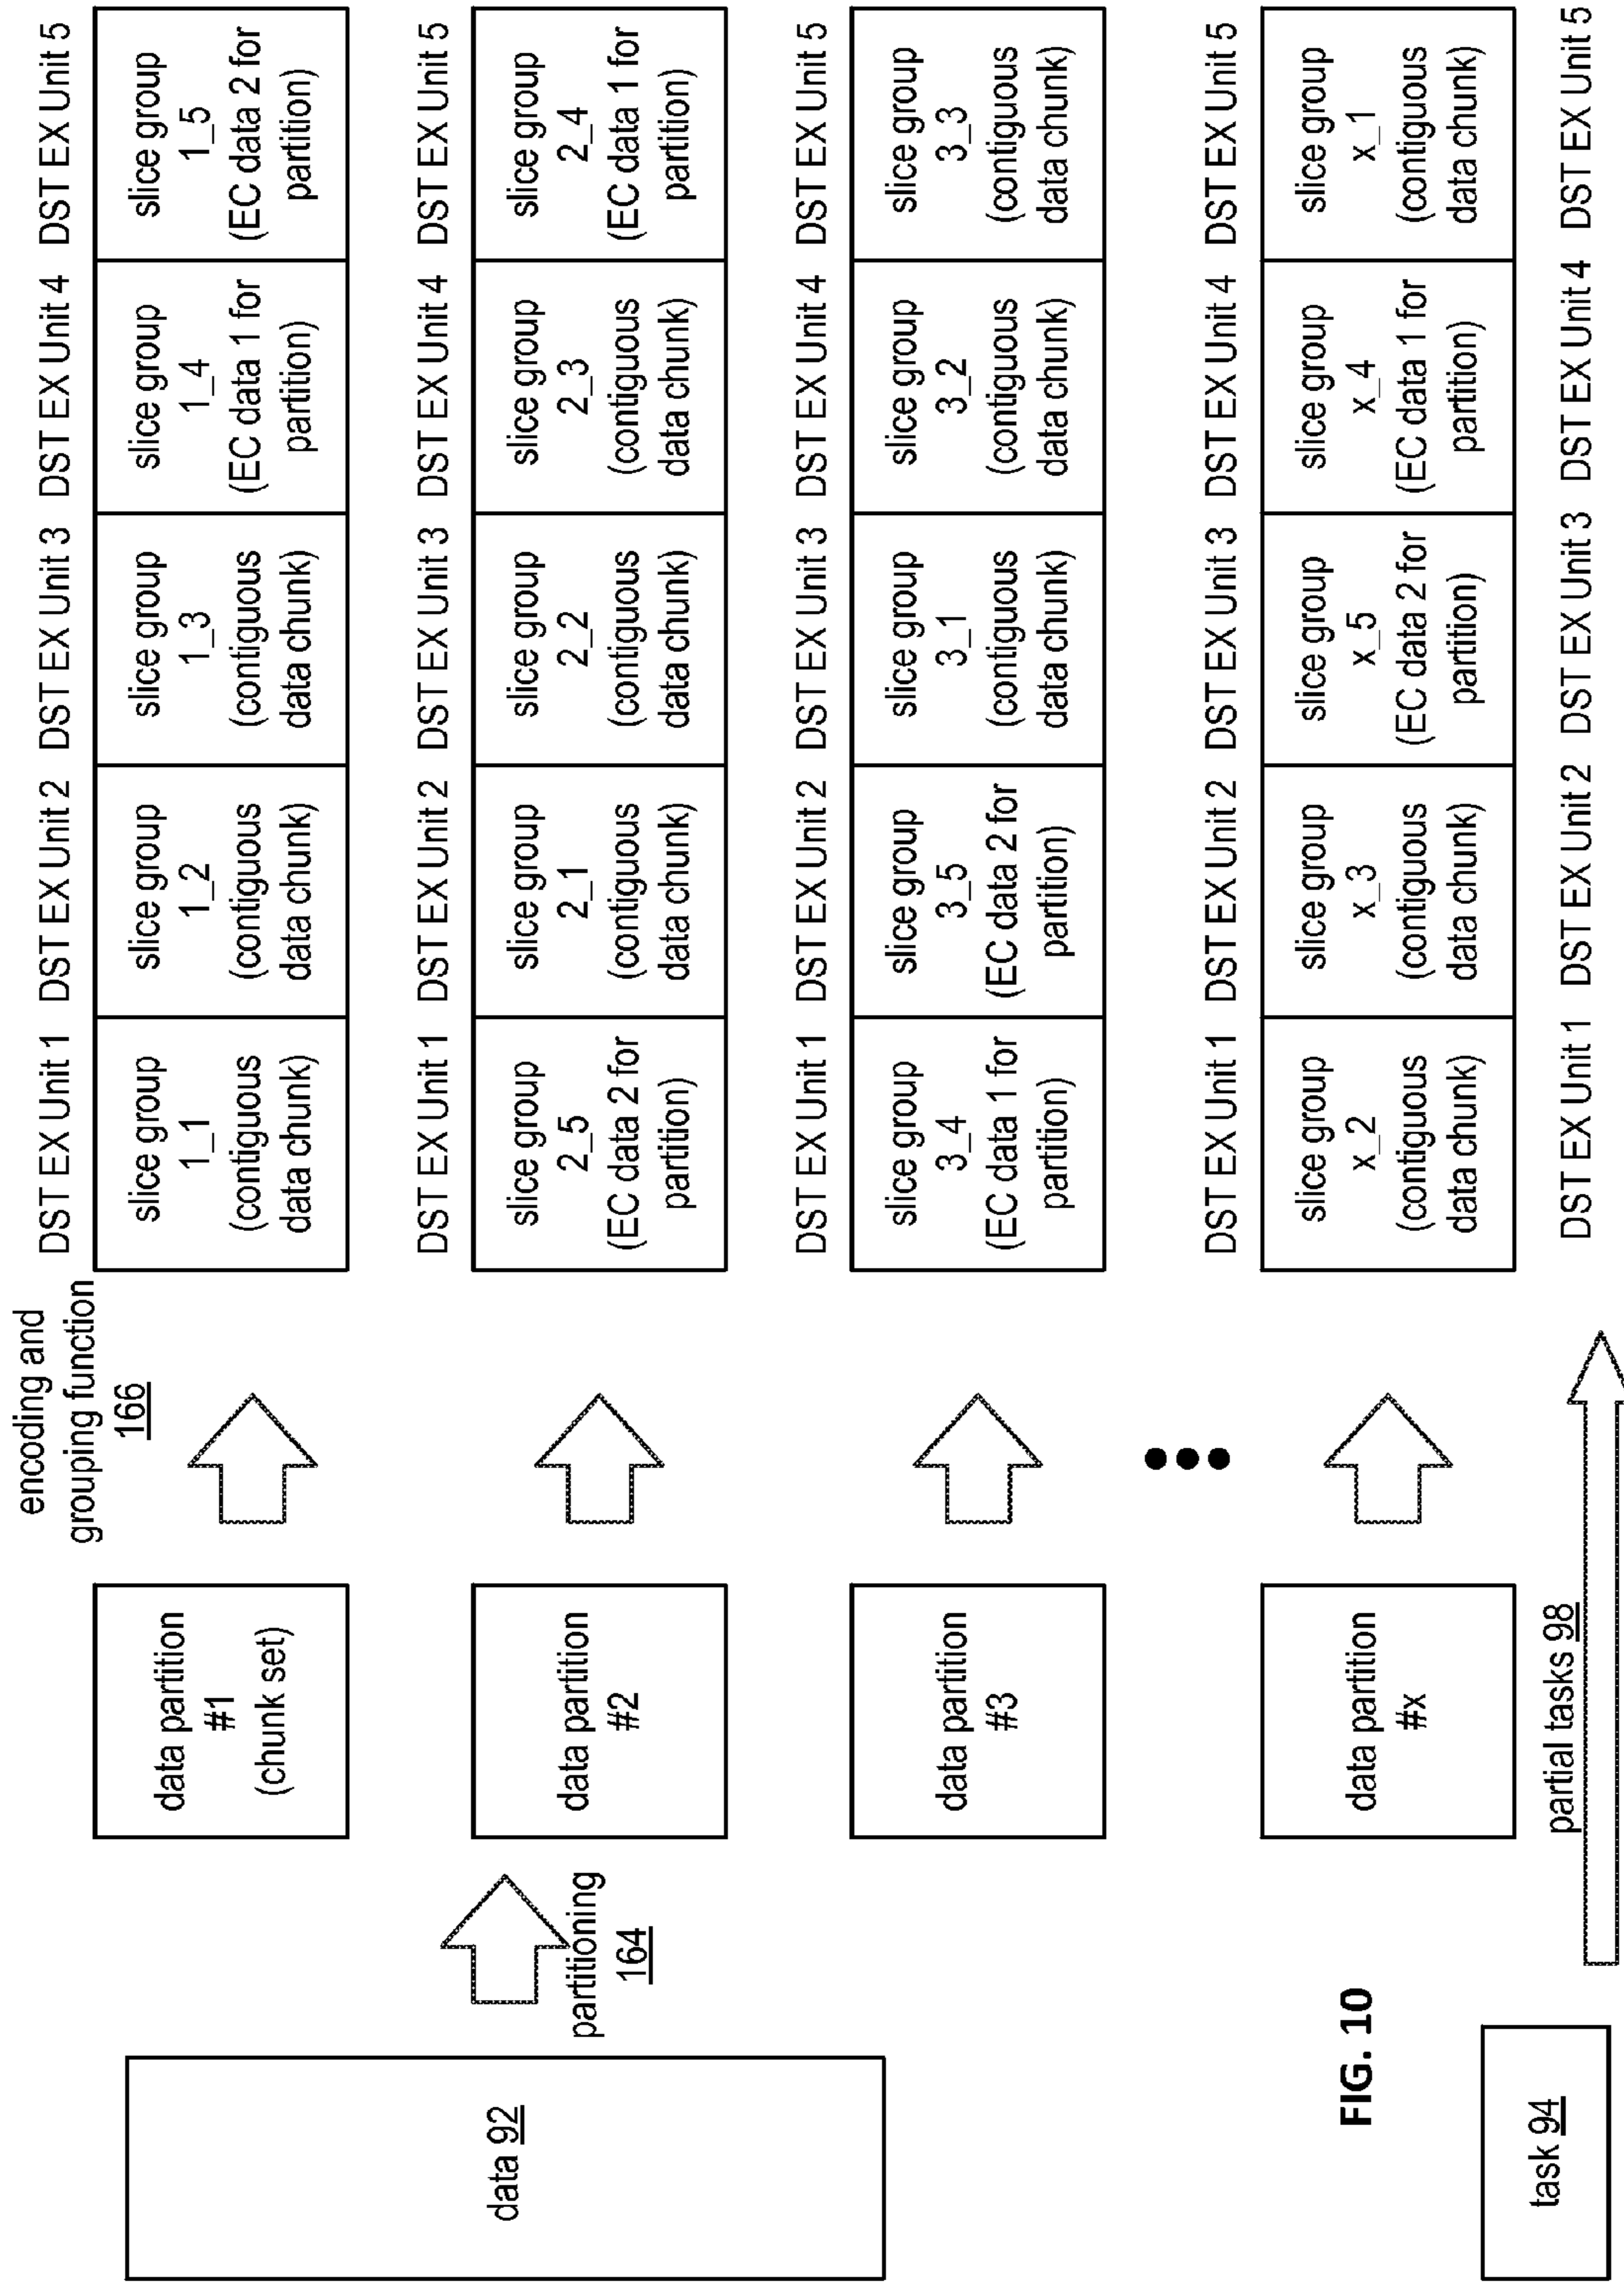 data 92
partitioning
164
data partition
#1
(chunk set)
data partition
#2
data partition
#3
data partition
#x
encoding and
grouping function
166
DST EX Unit 1
DST EX Unit 2
DST EX Unit 3
DST EX Unit 4
DST EX Unit 5
slice group
1_1
(contiguous
data chunk)
slice group
1_2
(contiguous
data chunk)
slice group
1_3
(contiguous
data chunk)
slice group
1_4
(EC data 1 for
partition)
slice group
1_5
(EC data 2 for
partition)
DST EX Unit 1
DST EX Unit 2
DST EX Unit 3
DST EX Unit 4
DST EX Unit 5
slice group
2_5
(EC data 2 for
partition)
slice group
2_1
(contiguous
data chunk)
slice group
2_2
(contiguous
data chunk)
slice group
2_3
(contiguous
data chunk)
slice group
2_4
(EC data 1 for
partition)
DST EX Unit 1
DST EX Unit 2
DST EX Unit 3
DST EX Unit 4
DST EX Unit 5
slice group
3_4
(EC data 1 for
partition)
slice group
3_5
(EC data 2 for
partition)
slice group
3_1
(contiguous
data chunk)
slice group
3_2
(contiguous
data chunk)
slice group
3_3
(contiguous
data chunk)
DST EX Unit 1
DST EX Unit 2
DST EX Unit 3
DST EX Unit 4
DST EX Unit 5
slice group
x_2
(contiguous
data chunk)
slice group
x_3
(contiguous
data chunk)
slice group
x_5
(EC data 2 for
partition)
slice group
x_4
(EC data 1 for
partition)
slice group
x_1
(contiguous
data chunk)
FIG. 10
task 94
partial tasks 98
DST EX Unit 1
DST EX Unit 2
DST EX Unit 3
DST EX Unit 4
DST EX Unit 5